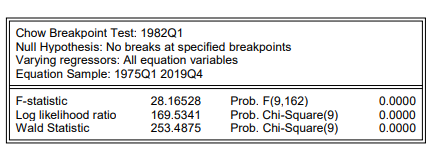 Chow Breakpoint Test: 1982Q1
Null Hypothesis: No breaks at specified breakpoints
Varying regressors: All equation variables
Equation Sample: 1975Q1 2019Q4
F-statistic 28.16528 Prob. F(9,162) 0.0000
Log likelihood ratio 169.5341 Prob. Chi-Square(9) 0.0000
Wald Statistic 253.4875 Prob. Chi-Square(9) 0.0000